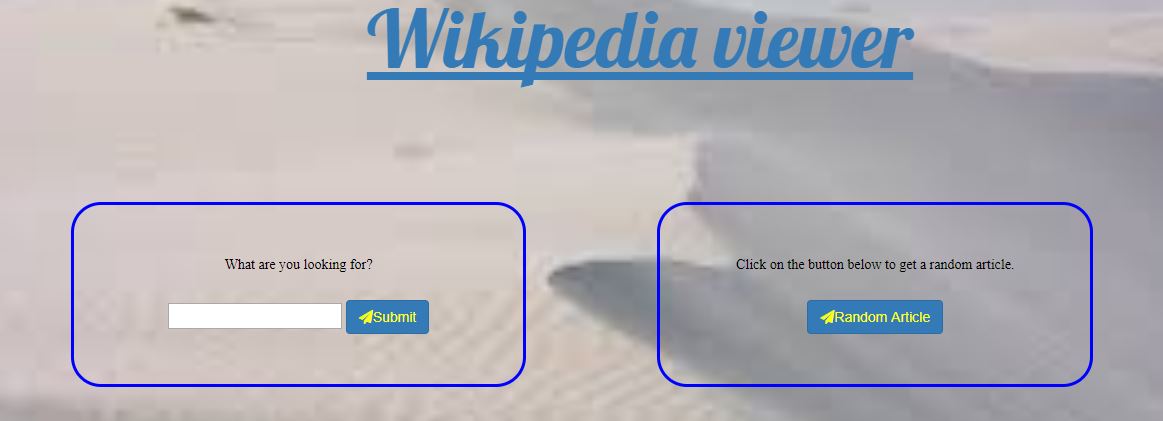 Wikipedia viewer
What are you looking for?
Submit
Click on the button below to get a random article.
Random Article